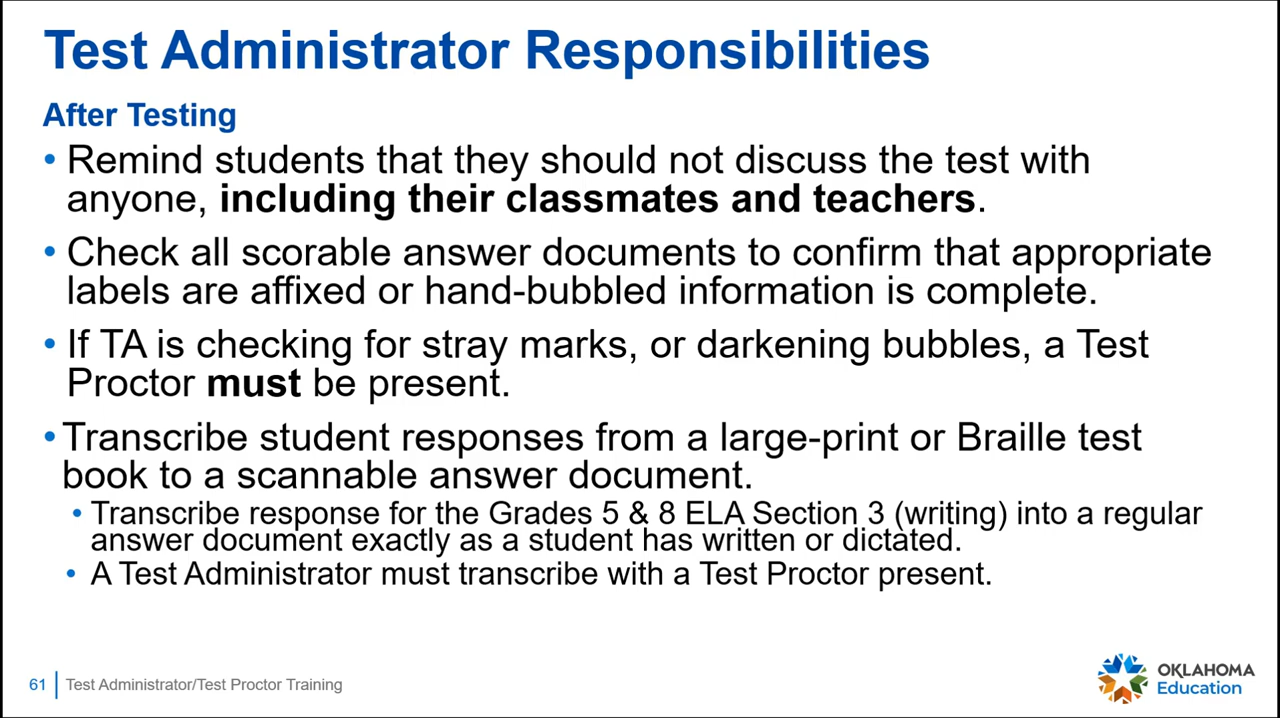 Test Administrator Responsibilities
After Testing
• Remind students that they should not discuss the test with
anyone, including their classmates and teachers.
• Check all scorable answer documents to confirm that appropriate
labels are affixed or hand-bubbled information is complete.
• If TA is checking for stray marks, or darkening bubbles, a Test
Proctor must be present.
• Transcribe student responses from a large-print or Braille test
book to a scannable answer document.
• Transcribe response for the Grades 5 & 8 ELA Section 3 (writing) into a regular
answer document exactly as a student has written or dictated.
• A Test Administrator must transcribe with a Test Proctor present.
61 | Test Administrator/Test Proctor Training
OKLAHOMA
Education